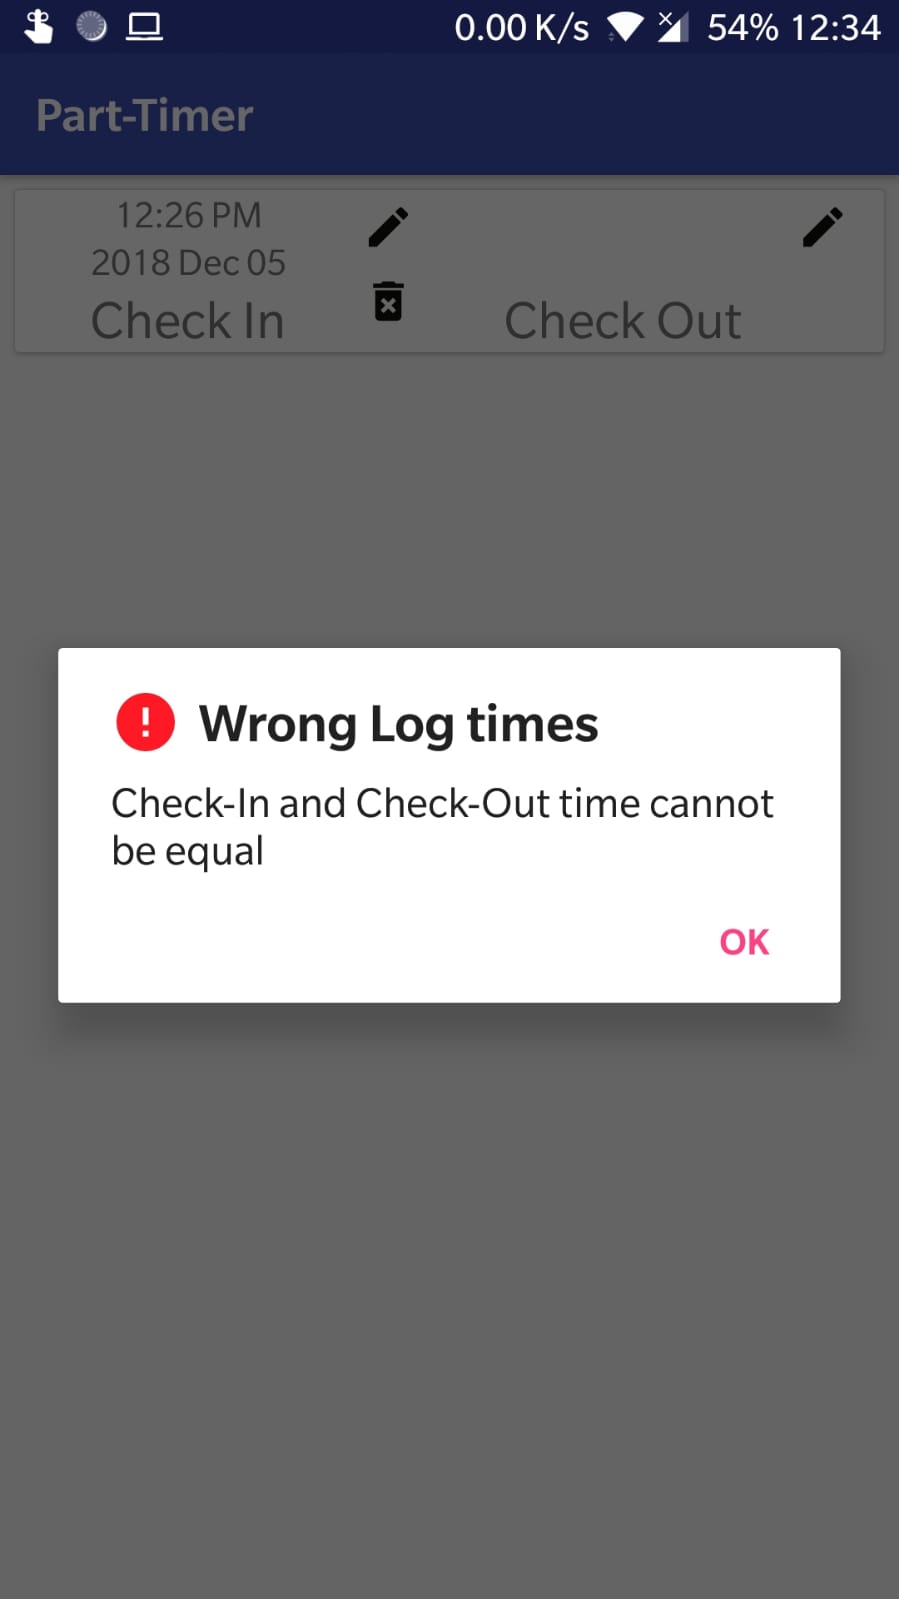 0.00 K/s 54% 12:34
Part-Timer
12:26 PM
2018 Dec 05
Check In
Check Out
Wrong Log times
Check-In and Check-Out time cannot
be equal
OK